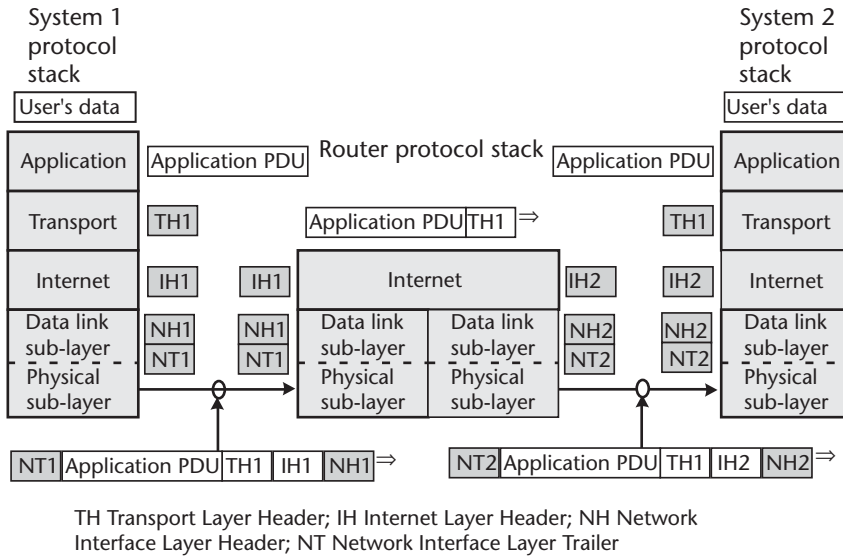 System 1
protocol
stack
System 2
protocol
stack
User's data
User's data
Application
Application PDU
Router protocol stack
Application PDU
Application
Transport
TH1
Application PDU TH1 ⇒
TH1
Transport
Internet
IH1
IH1
Internet
IH2
IH2
Internet
Data link
sub-layer
NH1
NT1
NH1
NT1
Data link
sub-layer
Data link
sub-layer
NH2
NT2
NH2
NT2
Data link
sub-layer
Physical
sub-layer
Physical
sub-layer
Physical
sub-layer
Physical
sub-layer
NT1 Application PDU TH1 IH1 NH1 ⇒
NT2 Application PDU TH1 IH2 NH2 ⇒
TH Transport Layer Header; IH Internet Layer Header; NH Network
Interface Layer Header; NT Network Interface Layer Trailer